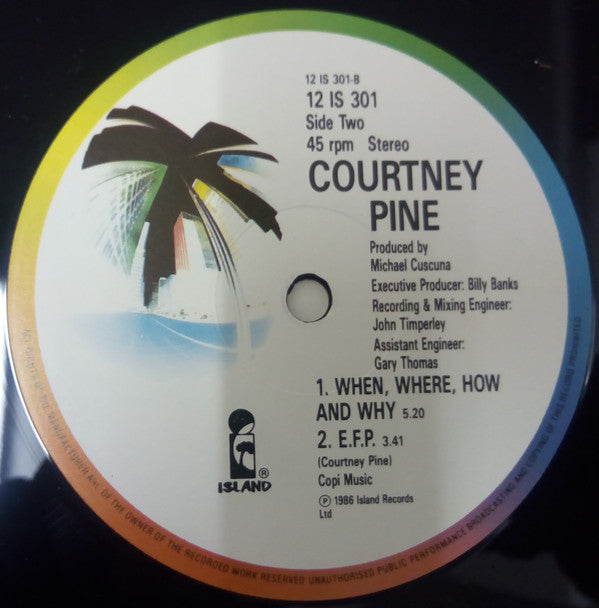 12 IS 301-B
12 IS 301
Side Two
45 rpm Stereo
COURTNEY
PINE
Produced by
Michael Cuscuna
Executive Producer: Billy Banks
Recording & Mixing Engineer:
John Timperley
Assistant Engineer:
Gary Thomas
1. WHEN, WHERE, HOW
AND WHY 5.20
2. E.F.P. 3.41
(Courtney Pine)
Copi Music
Ⓟ 1986 Island Records
Ltd
®
ISLAND
ALL RIGHTS OF THE MANUFACTURER AND OF THE OWNER OF THE RECORDED WORK RESERVED UNAUTHORISED PUBLIC PERFORMANCE BROADCASTING AND COPYING OF THIS RECORD PROHIBITED